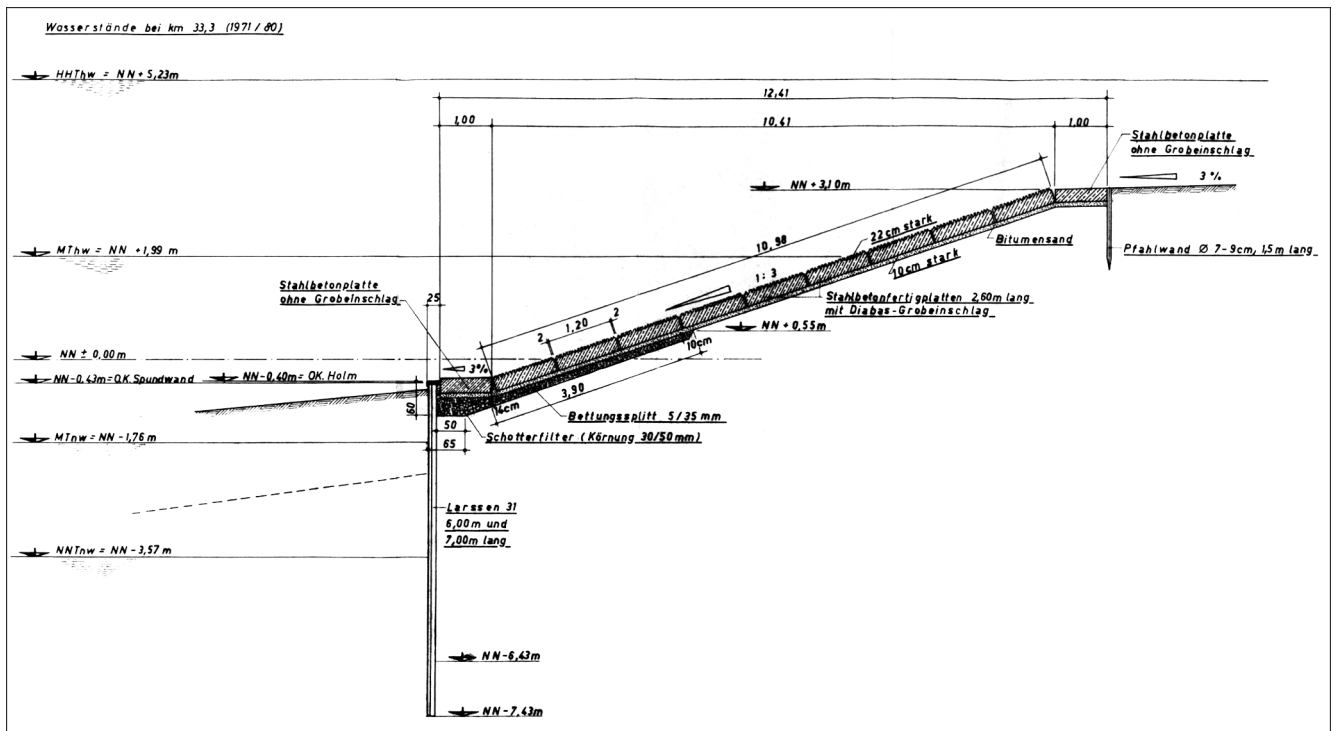 Wasserstände bei km 33,3 (1971 / 80)
HHThw = NN + 5,23m
12,41
1,00
10,41
1,00
Stahlbetonplatte
ohne Grobeinschlag
3 %
NN + 3,10m
10,98
22cm stark
Bitumensand
Pfahlwand Ø 7-9cm, 1,5m lang
MThw = NN + 1,99 m
10cm stark
1 : 3
Stahlbetonplatte
ohne Grobeinschlag
25
Stahlbetonfertigplatten 2,60m lang
mit Diabas-Grobeinschlag
2
1,20
2
NN + 0,55m
10cm
NN ± 0,00 m
3%
NN-0,43m = O.K. Spundwand
NN-0,40m = OK. Holm
3,90
60
14cm
Bettungssplitt 5/35 mm
50
Schotterfilter (Körnung 30/50mm)
MTnw = NN - 1,76 m
65
Larssen 31
6,00m und
7,00m lang
NNTnw = NN - 3,57 m
NN-6,43m
NN-7,43m